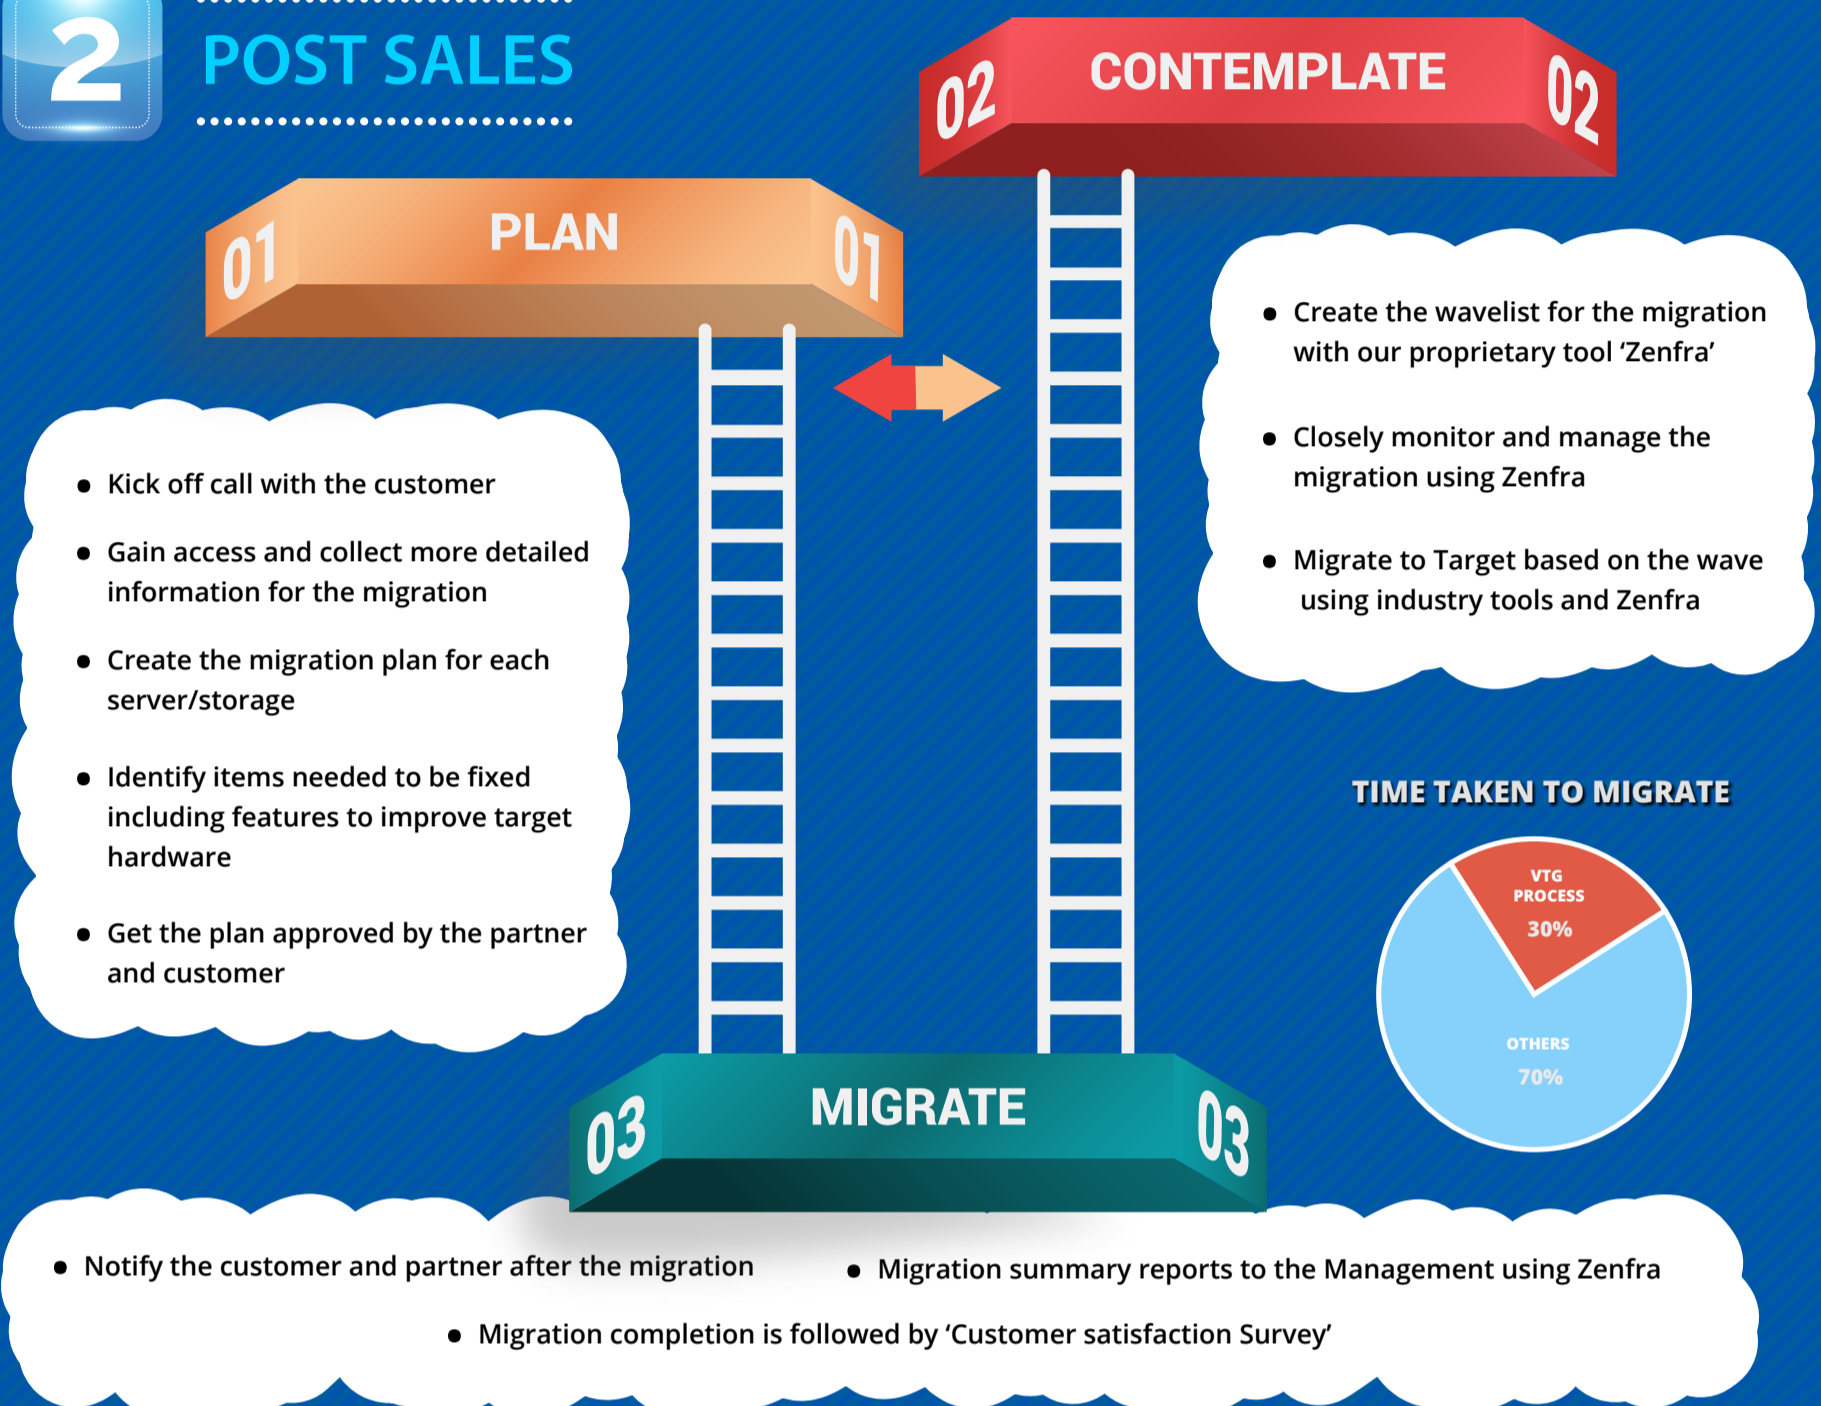 2
POST SALES
02
CONTEMPLATE
02
01
PLAN
01
• Kick off call with the customer
• Gain access and collect more detailed
information for the migration
• Create the migration plan for each
server/storage
• Identify items needed to be fixed
including features to improve target
hardware
• Get the plan approved by the partner
and customer
• Create the wavelist for the migration
with our proprietary tool ‘Zenfra’
• Closely monitor and manage the
migration using Zenfra
• Migrate to Target based on the wave
using industry tools and Zenfra
TIME TAKEN TO MIGRATE
VTG
PROCESS
30%
OTHERS
70%
03
MIGRATE
03
• Notify the customer and partner after the migration
• Migration summary reports to the Management using Zenfra
• Migration completion is followed by ‘Customer satisfaction Survey’